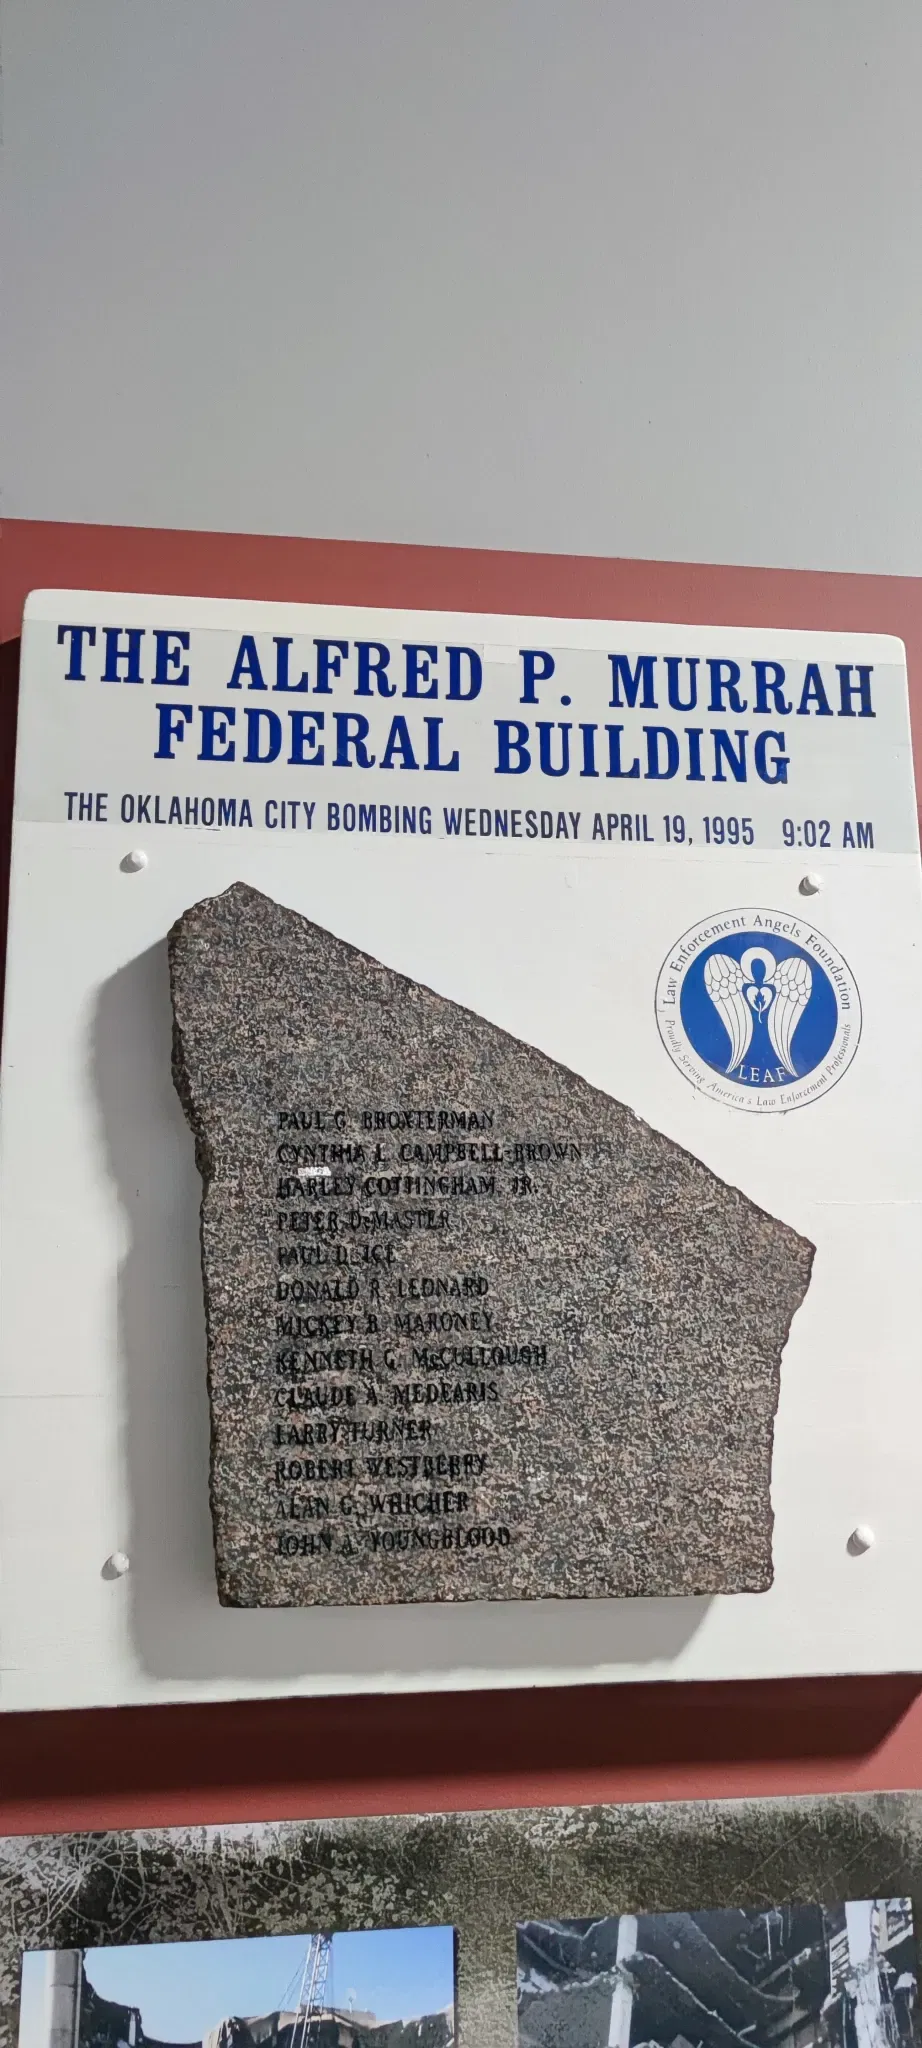 THE ALFRED P. MURRAH
FEDERAL BUILDING
THE OKLAHOMA CITY BOMBING WEDNESDAY APRIL 19, 1995 9:02 AM
Law Enforcement Angels Foundation
LEAF
Proudly Serving America's Law Enforcement Professionals
PAUL G. BROXTERMAN
CYNTHIA L. CAMPBELL-BROWN
HARLEY COTTINGHAM, JR.
PETER DeMASTER
PAUL D. ICE
DONALD R. LEONARD
MICKEY B. MARONEY
KENNETH G. McCULLOUGH
CLAUDE A. MEDEARIS
LARRY TURNER
ROBERT WESTBERRY
ALAN G. WHICHER
JOHN A. YOUNGBLOOD